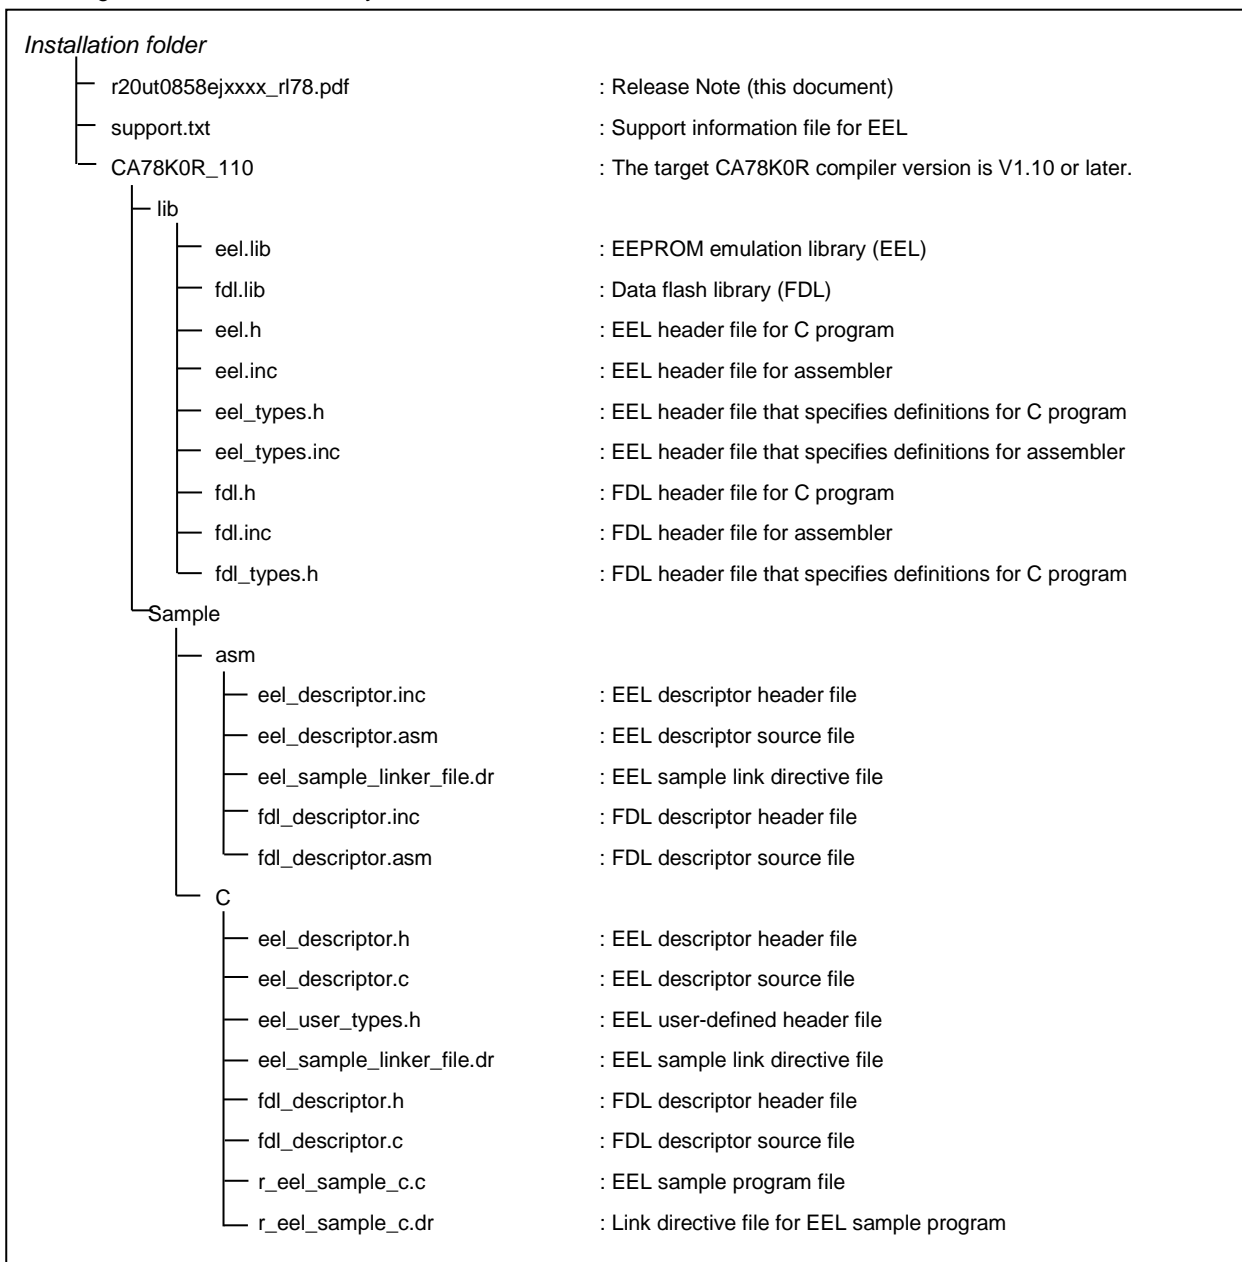 Installation folder
r20ut0858ejxxxx_rl78.pdf : Release Note (this document)
support.txt : Support information file for EEL
CA78K0R_110 : The target CA78K0R compiler version is V1.10 or later.
lib
eel.lib : EEPROM emulation library (EEL)
fdl.lib : Data flash library (FDL)
eel.h : EEL header file for C program
eel.inc : EEL header file for assembler
eel_types.h : EEL header file that specifies definitions for C program
eel_types.inc : EEL header file that specifies definitions for assembler
fdl.h : FDL header file for C program
fdl.inc : FDL header file for assembler
fdl_types.h : FDL header file that specifies definitions for C program
Sample
asm
eel_descriptor.inc : EEL descriptor header file
eel_descriptor.asm : EEL descriptor source file
eel_sample_linker_file.dr : EEL sample link directive file
fdl_descriptor.inc : FDL descriptor header file
fdl_descriptor.asm : FDL descriptor source file
C
eel_descriptor.h : EEL descriptor header file
eel_descriptor.c : EEL descriptor source file
eel_user_types.h : EEL user-defined header file
eel_sample_linker_file.dr : EEL sample link directive file
fdl_descriptor.h : FDL descriptor header file
fdl_descriptor.c : FDL descriptor source file
r_eel_sample_c.c : EEL sample program file
r_eel_sample_c.dr : Link directive file for EEL sample program